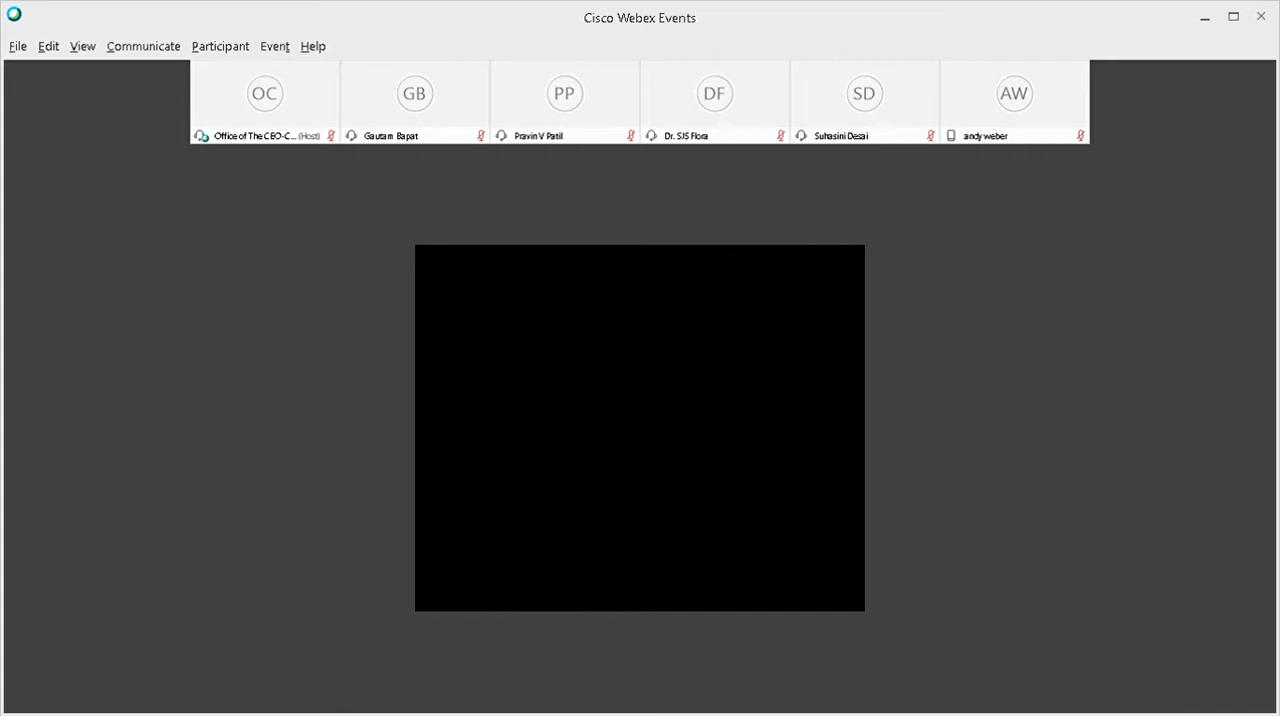 Cisco Webex Events
File Edit View Communicate Participant Event Help
OC GB PP DF SD AW
Office of The CEO-C... (Host) Gautam Bapat Pravin V Patil Dr. SJS Flora Suhasini Desai andy weber